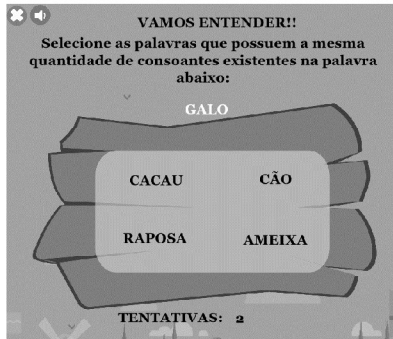 VAMOS ENTENDER!!
Selecione as palavras que possuem a mesma
quantidade de consoantes existentes na palavra
abaixo:
GALO
CACAU CÃO
RAPOSA AMEIXA
TENTATIVAS: 2